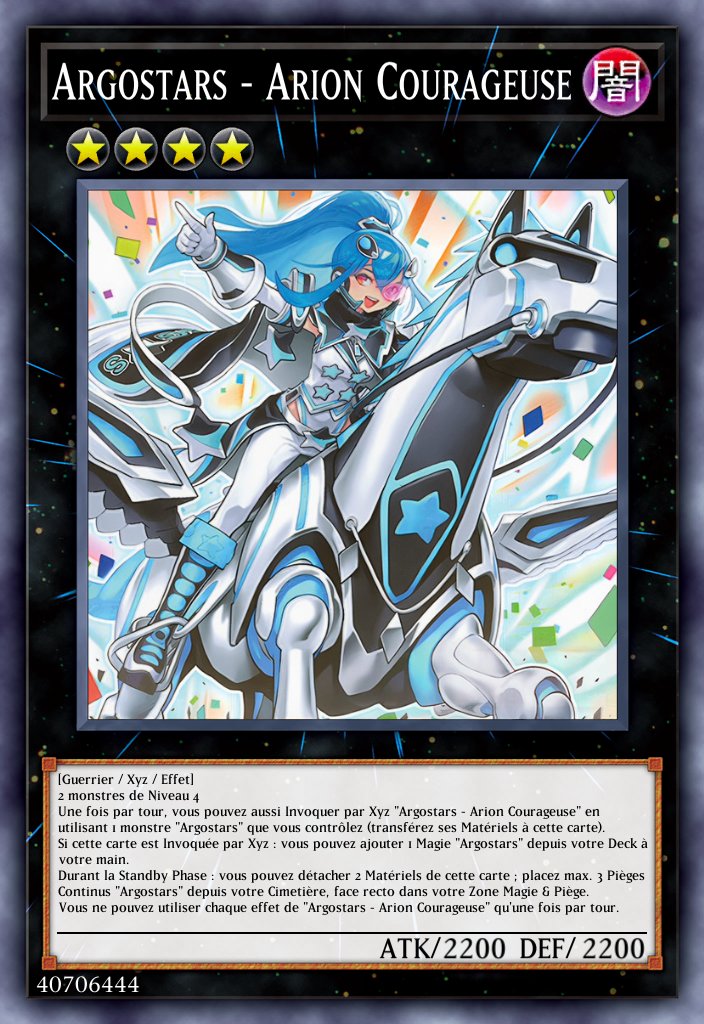 Argostars - Arion Courageuse
闇
[Guerrier / Xyz / Effet]
2 monstres de Niveau 4
Une fois par tour, vous pouvez aussi Invoquer par Xyz "Argostars - Arion Courageuse" en
utilisant 1 monstre "Argostars" que vous contrôlez (transférez ses Matériels à cette carte).
Si cette carte est Invoquée par Xyz : vous pouvez ajouter 1 Magie "Argostars" depuis votre Deck à
votre main.
Durant la Standby Phase : vous pouvez détacher 2 Matériels de cette carte ; placez max. 3 Pièges
Continus "Argostars" depuis votre Cimetière, face recto dans votre Zone Magie & Piège.
Vous ne pouvez utiliser chaque effet de "Argostars - Arion Courageuse" qu'une fois par tour.
ATK/2200 DEF/ 2200
40706444